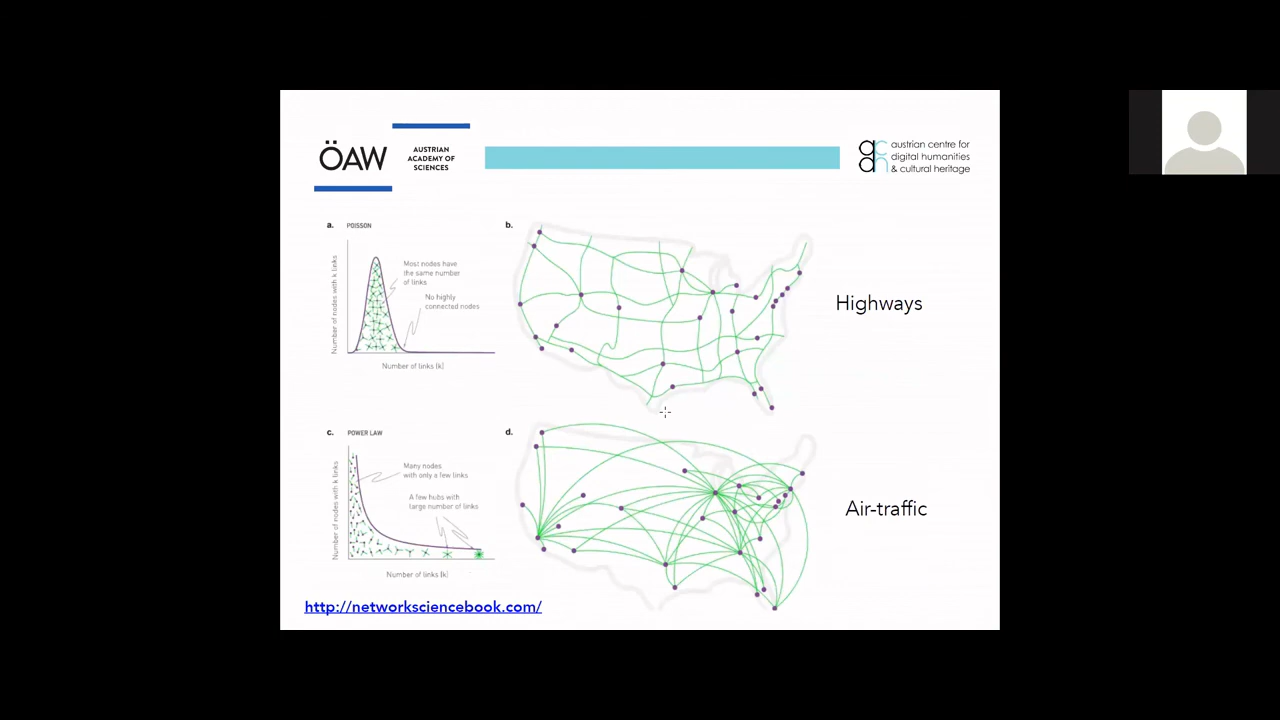 ÖAW
AUSTRIAN
ACADEMY OF
SCIENCES
austrian centre for
digital humanities
& cultural heritage
a. POISSON
Number of nodes with k links
Most nodes have
the same number
of links
No highly
connected nodes
Number of links (k)
b.
Highways
c. POWER LAW
Number of nodes with k links
Many nodes
with only a few links
A few hubs with
large number of links
Number of links (k)
d.
Air-traffic
http://networksciencebook.com/